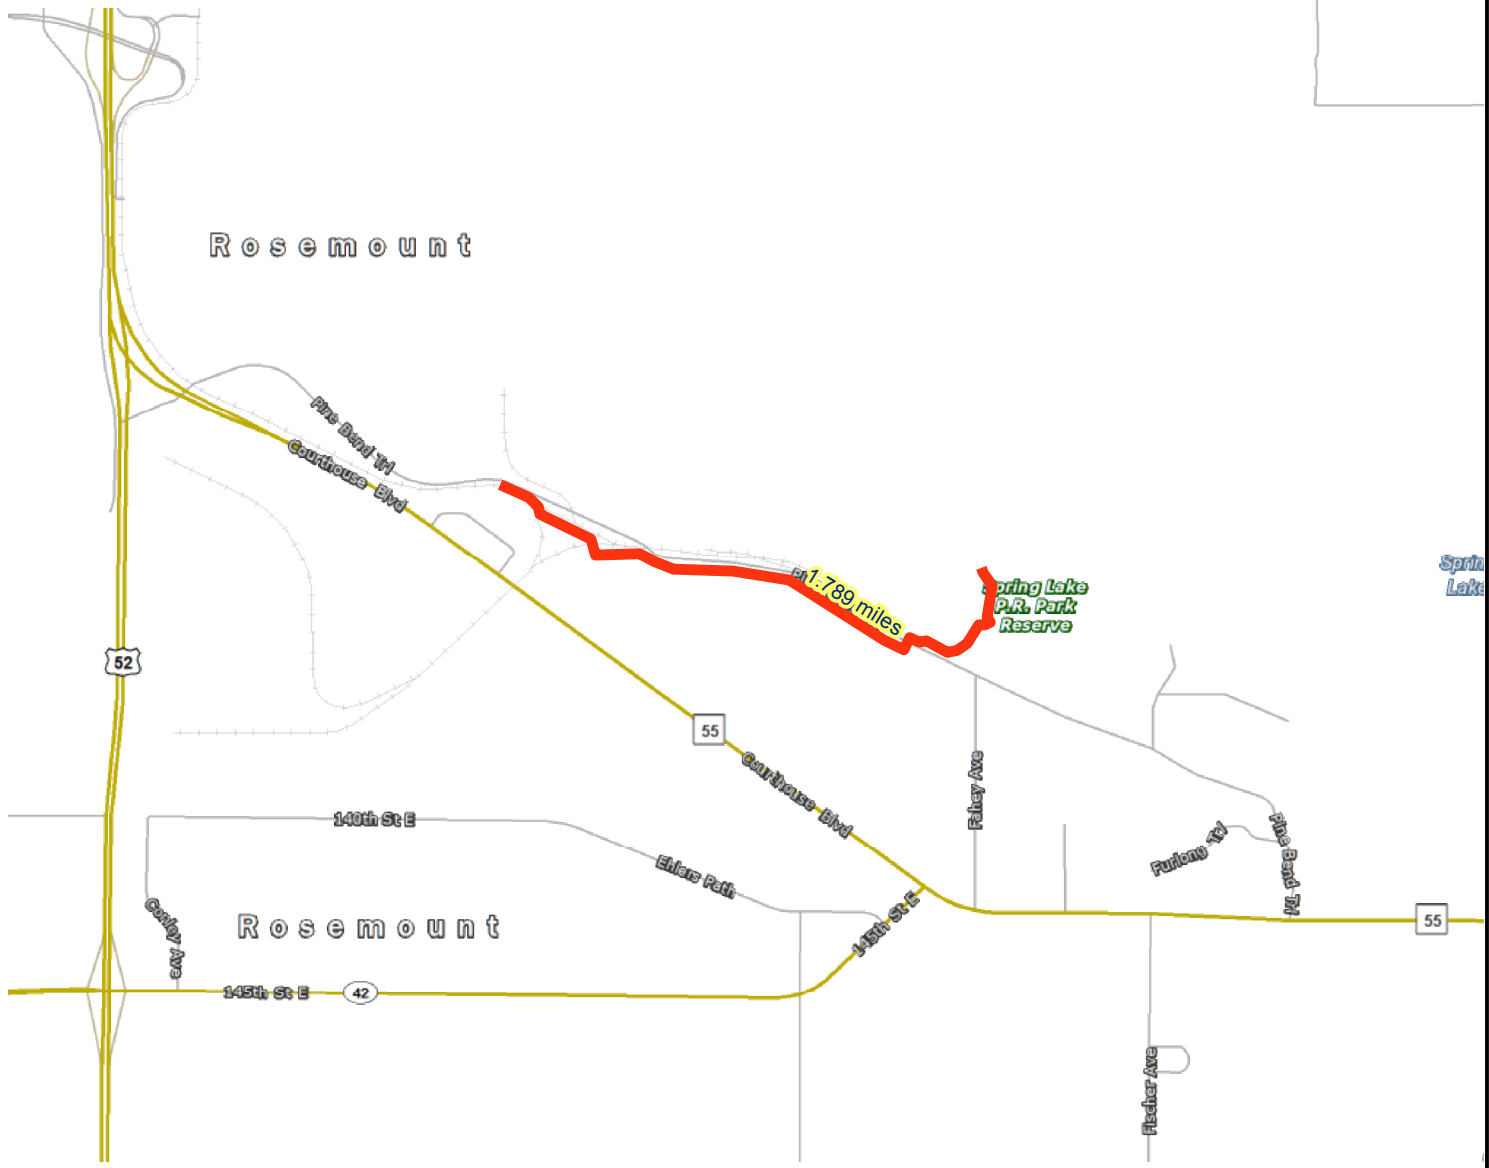 Rosemount
Pine Bend Trl
Courthouse Blvd
1.789 miles
Spring Lake
P.R. Park
Reserve
Sprin
Lake
52
55
Courthouse Blvd
Fahey Ave
140th St E
Ehlers Path
Furlong Trl
Pine Bend Trl
Conley Ave
Rosemount
145th St E
55
145th St E
42
Fischer Ave